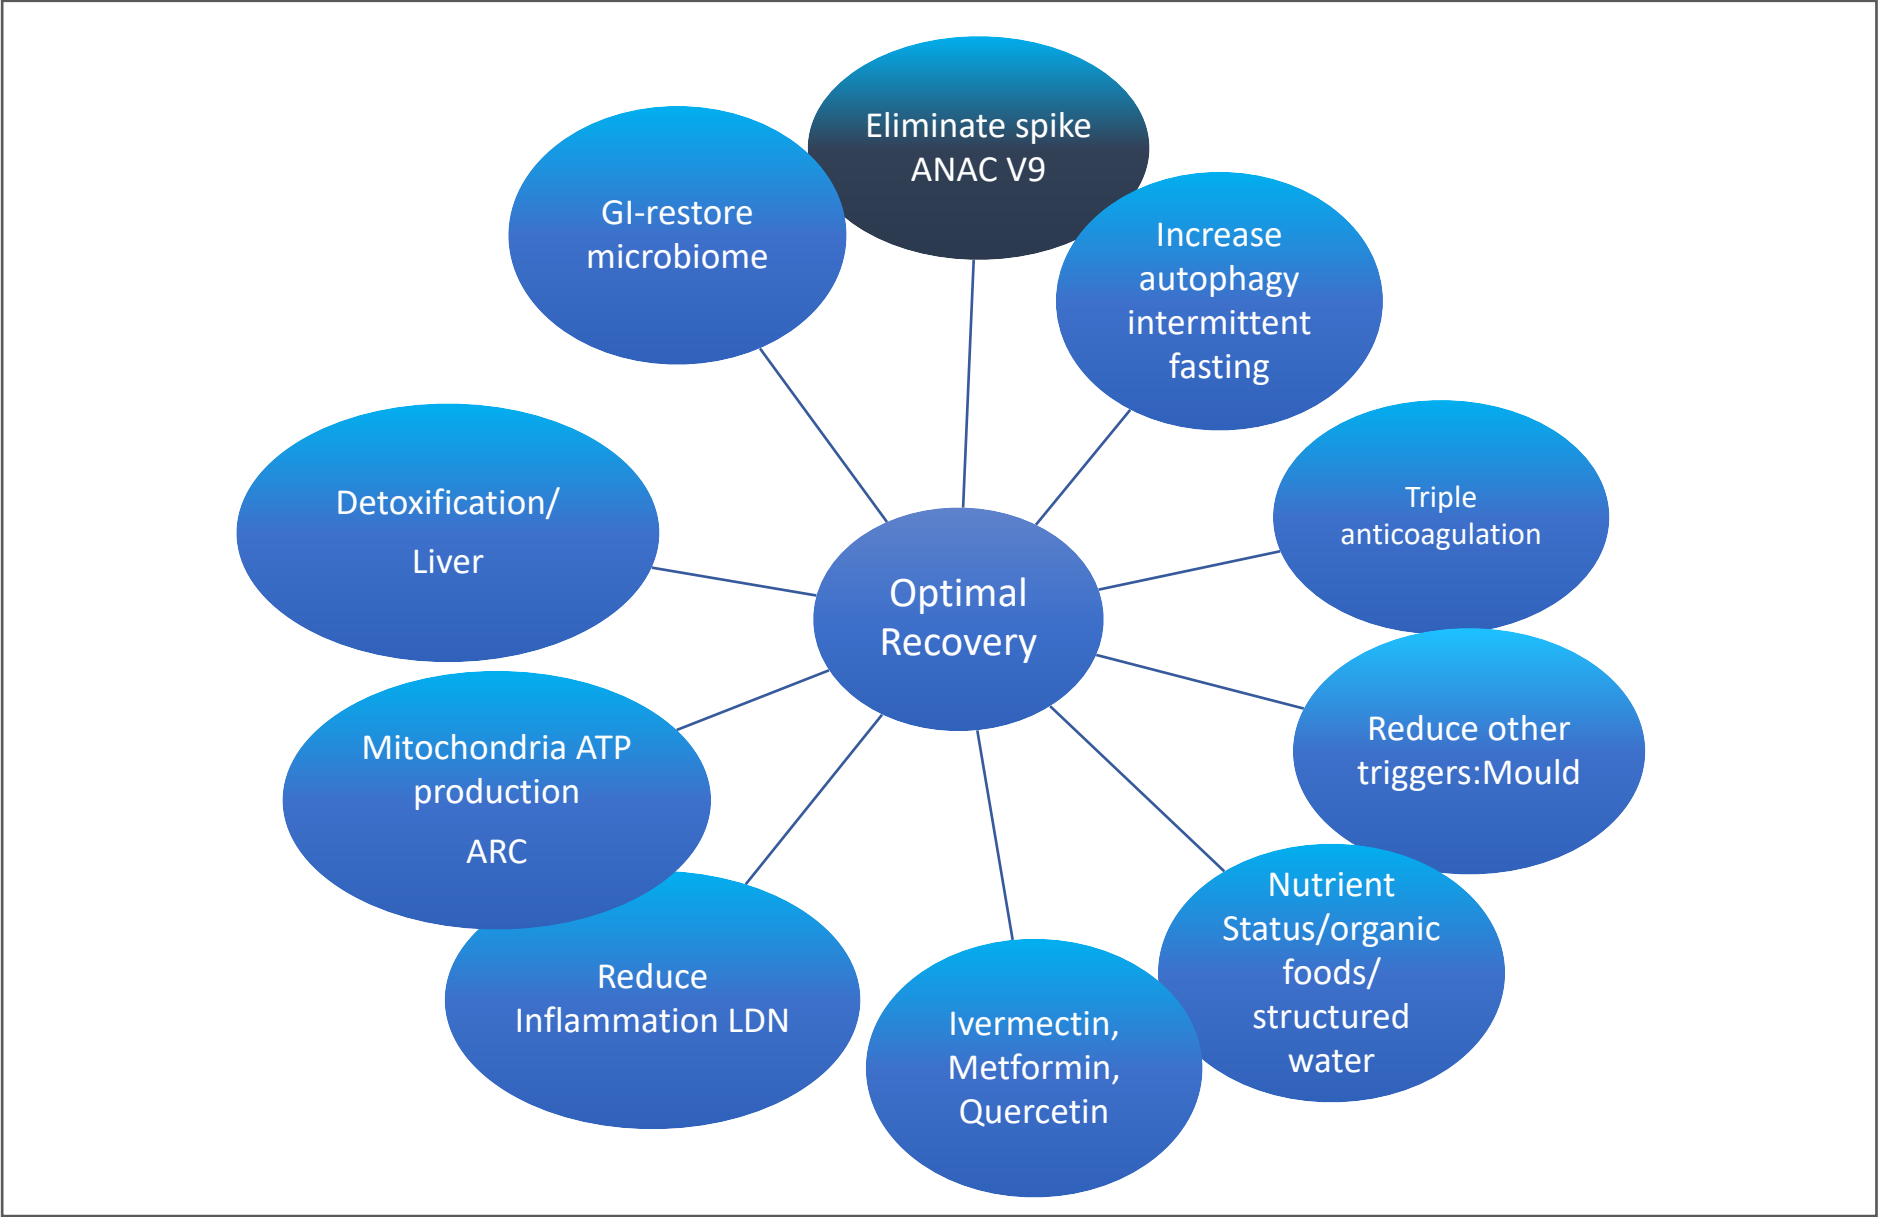 Eliminate spike
ANAC V9
Increase
autophagy
intermittent
fasting
Triple
anticoagulation
Reduce other
triggers:Mould
Nutrient
Status/organic
foods/
structured
water
Ivermectin,
Metformin,
Quercetin
Reduce
Inflammation LDN
Mitochondria ATP
production
ARC
Detoxification/
Liver
GI-restore
microbiome
Optimal
Recovery